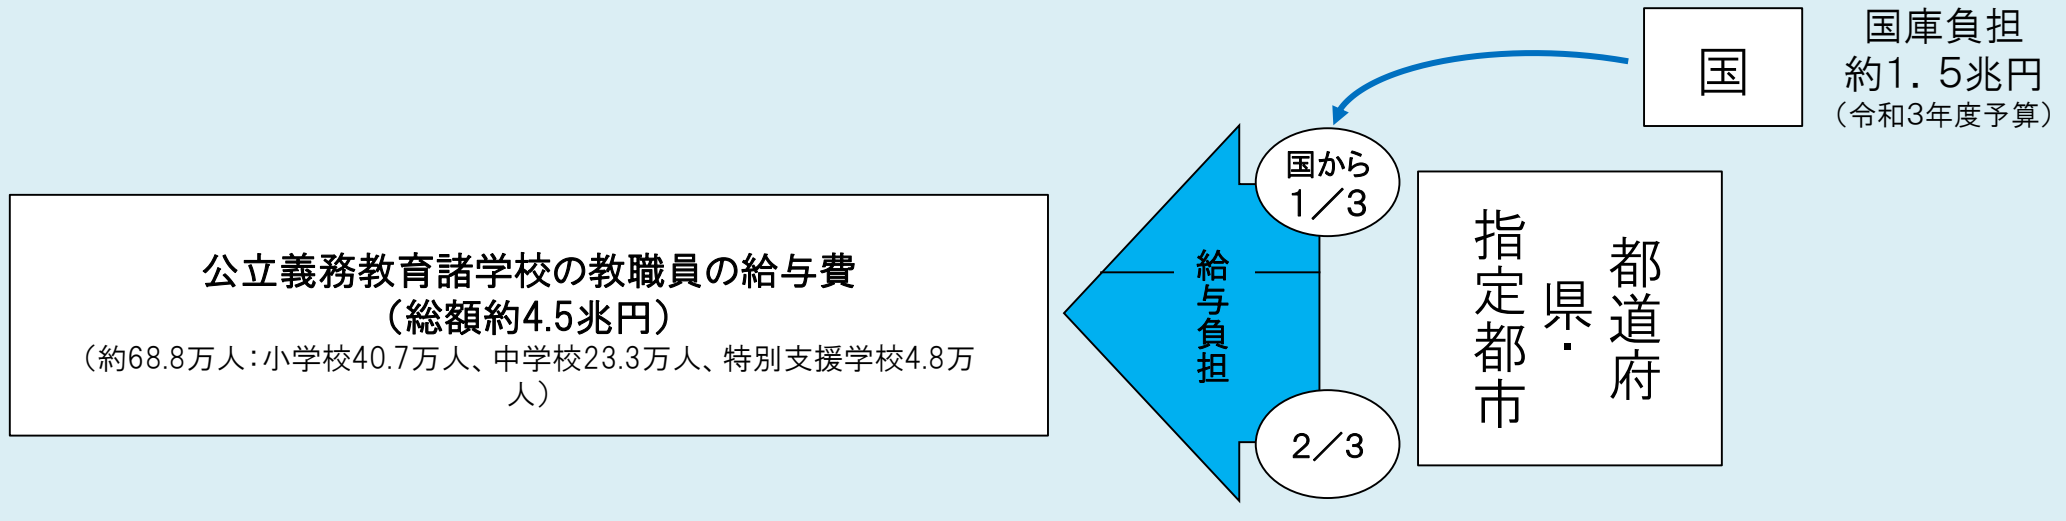 公立義務教育諸学校の教職員の給与費
（総額約4.5兆円）
（約68.8万人：小学校40.7万人、中学校23.3万人、特別支援学校4.8万
人）
給与負担
国から
1／3
2／3
国
国庫負担
約1．5兆円
（令和3年度予算）
都道府
県・
指定都市